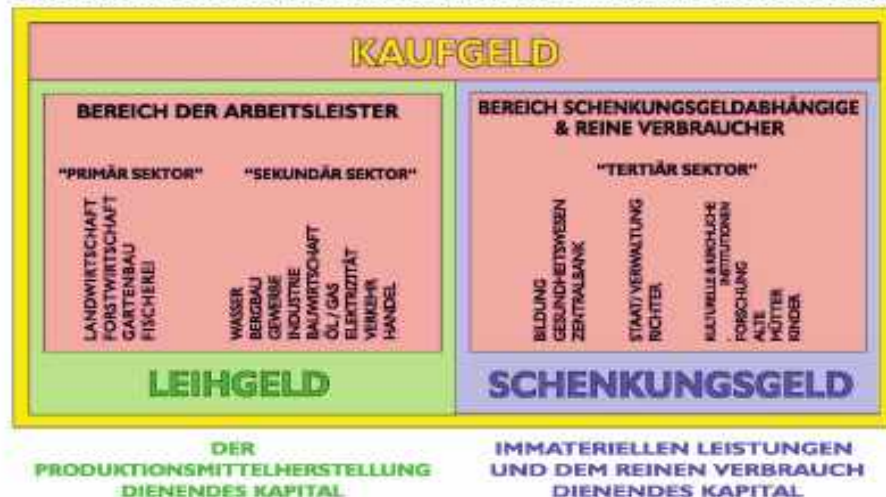 KAUFGELD
BEREICH DER ARBEITSLEISTER
"PRIMÄR SEKTOR"
"SEKUNDÄR SEKTOR"
LANDWIRTSCHAFT
FORSTWIRTSCHAFT
GARTENBAU
FISCHEREI
WASSER
BERGBAU
GEWERBE
INDUSTRIE
BAUWIRTSCHAFT
ÖL / GAS
ELEKTRIZITÄT
VERKEHR
HANDEL
LEIHGELD
BEREICH SCHENKUNGSGELDABHÄNGIGE
& REINE VERBRAUCHER
"TERTIÄR SEKTOR"
BILDUNG
GESUNDHEITSWESEN
ZENTRALBANK
STAAT/ VERWALTUNG
RICHTER
KULTURELLE & KIRCHLICHE
INSTITUTIONEN
FORSCHUNG
ALTE
MÜTTER
KINDER
SCHENKUNGSGELD
DER
PRODUKTIONSMITTELHERSTELLUNG
DIENENDES KAPITAL
IMMATERIELLEN LEISTUNGEN
UND DEM REINEN VERBRAUCH
DIENENDES KAPITAL